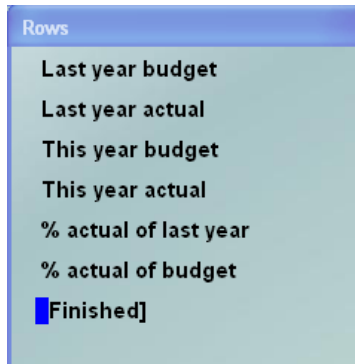 Rows
Last year budget
Last year actual
This year budget
This year actual
% actual of last year
% actual of budget
Finished]